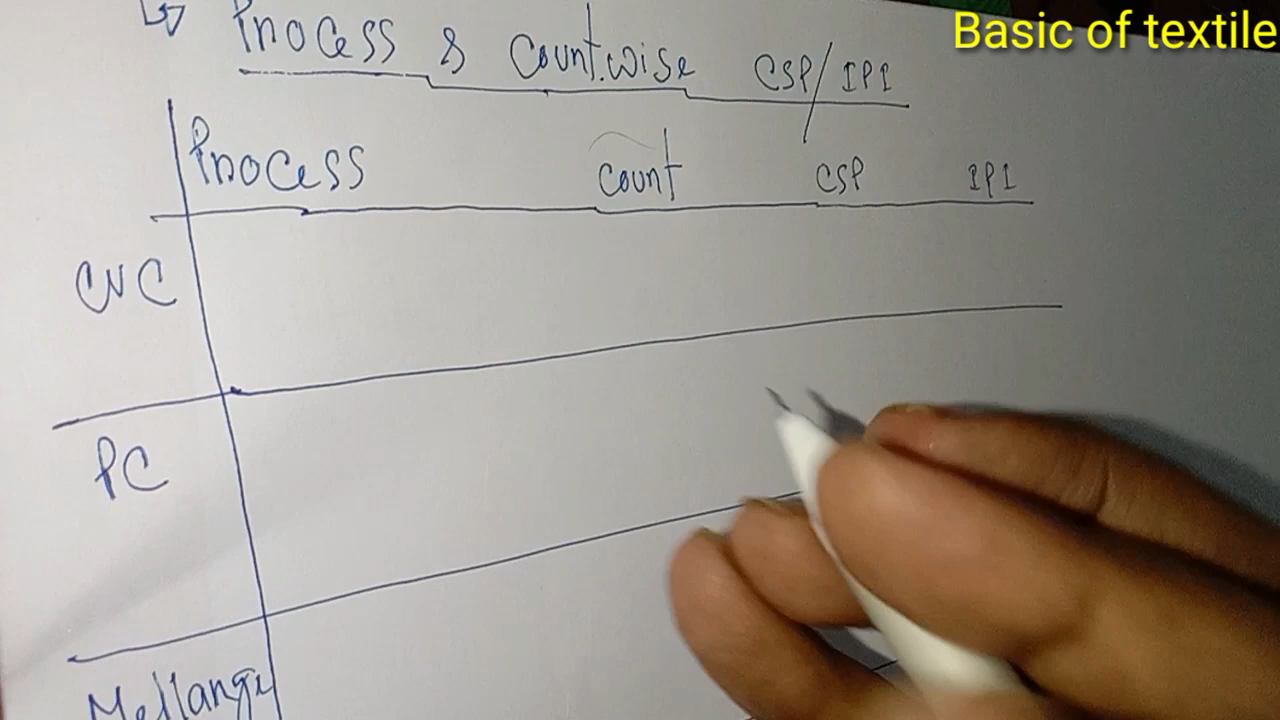 Basic of textile
↳ Process & Count.wise CSP/IPI
Process Count CSP IPI
CVC
PC
Mellange